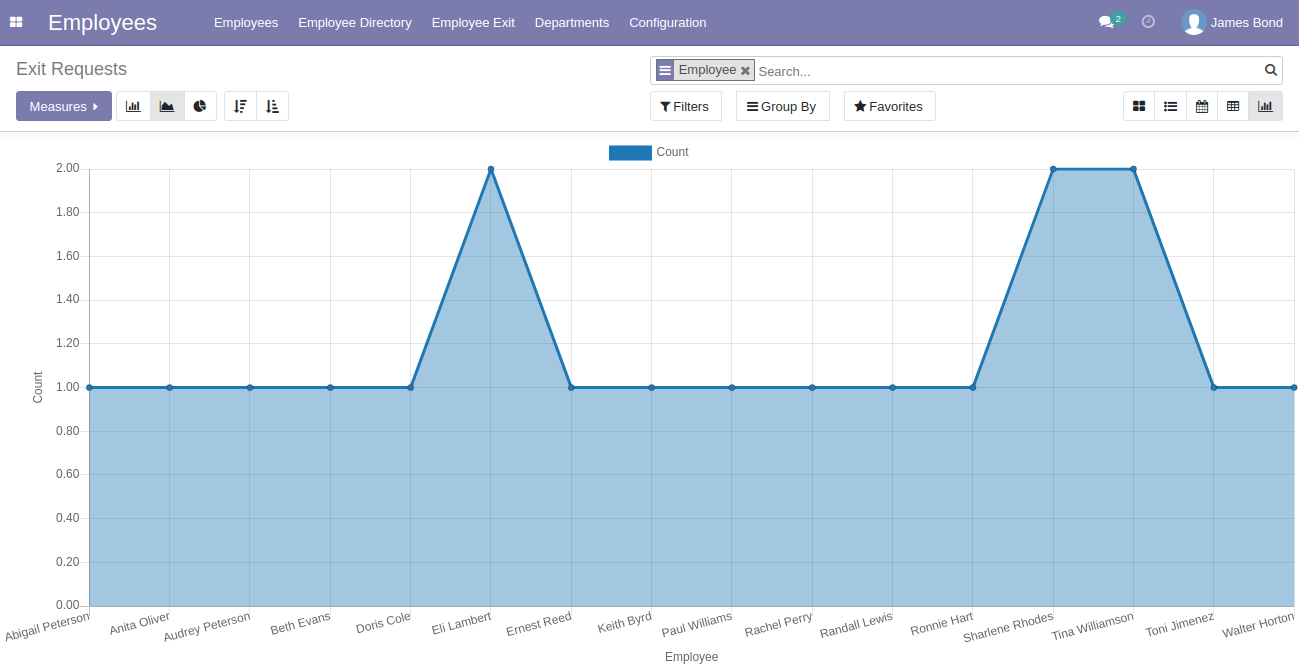 Employees Employees Employee Directory Employee Exit Departments Configuration 2 James Bond
Exit Requests Employee Search...
Measures Filters Group By Favorites
Count
2.00
1.80
1.60
1.40
1.20
1.00
0.80
0.60
0.40
0.20
0.00
Count
Abigail Peterson Anita Oliver Audrey Peterson Beth Evans Doris Cole Eli Lambert Ernest Reed Keith Byrd Paul Williams Rachel Perry Randall Lewis Ronnie Hart Sharlene Rhodes Tina Williamson Toni Jimenez Walter Horton
Employee